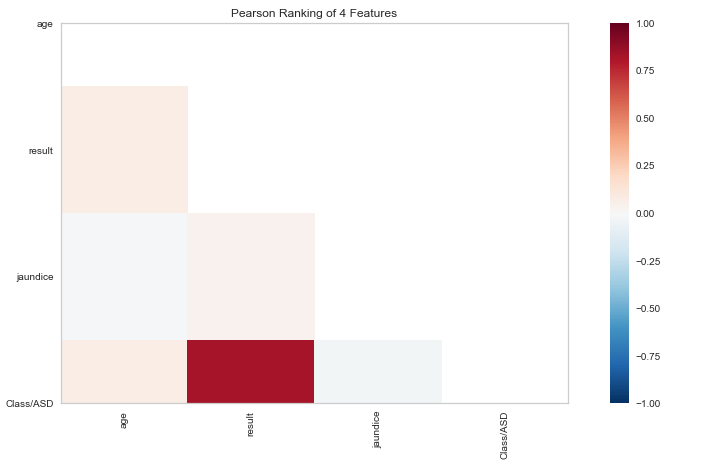 Pearson Ranking of 4 Features
age
result
jaundice
Class/ASD
age
result
jaundice
Class/ASD
1.00
0.75
0.50
0.25
0.00
−0.25
−0.50
−0.75
−1.00